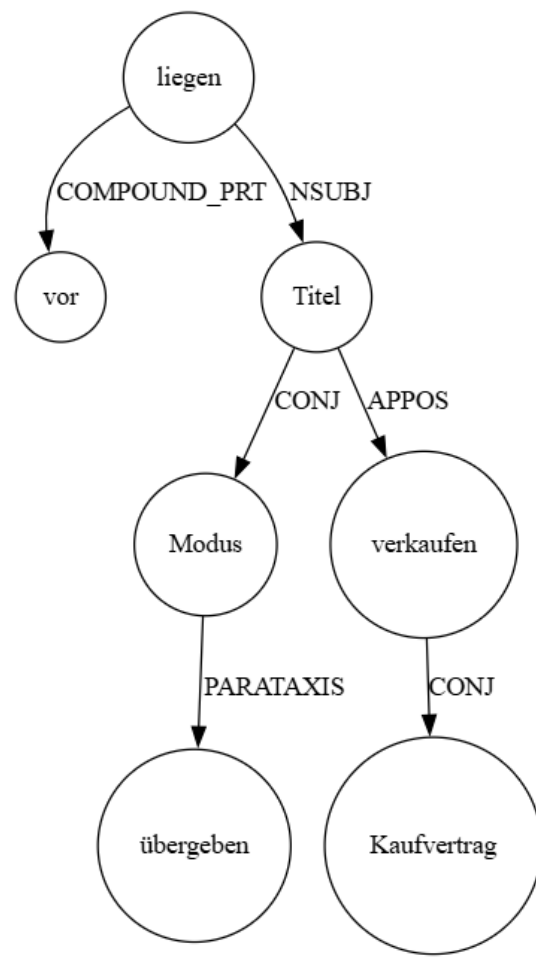 liegen
COMPOUND_PRT NSUBJ
vor Titel
CONJ APPOS
Modus verkaufen
PARATAXIS CONJ
übergeben Kaufvertrag